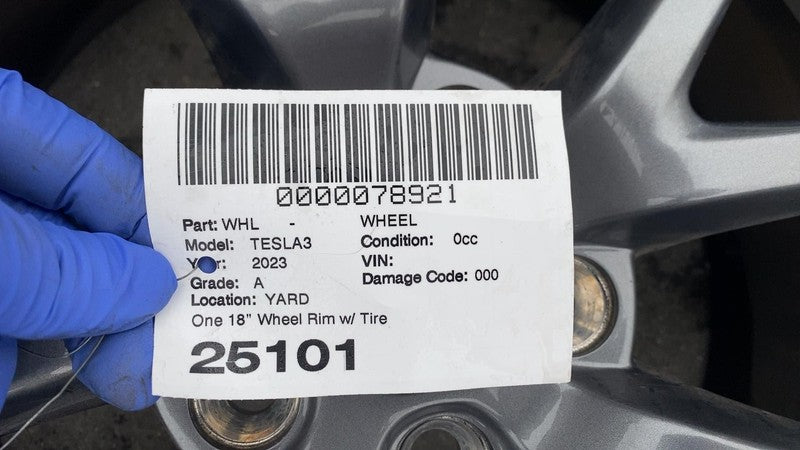 0000078921
Part: WHL - WHEEL
Model: TESLA3 Condition: 0cc
Year: 2023 VIN:
Grade: A Damage Code: 000
Location: YARD
One 18" Wheel Rim w/ Tire
25101